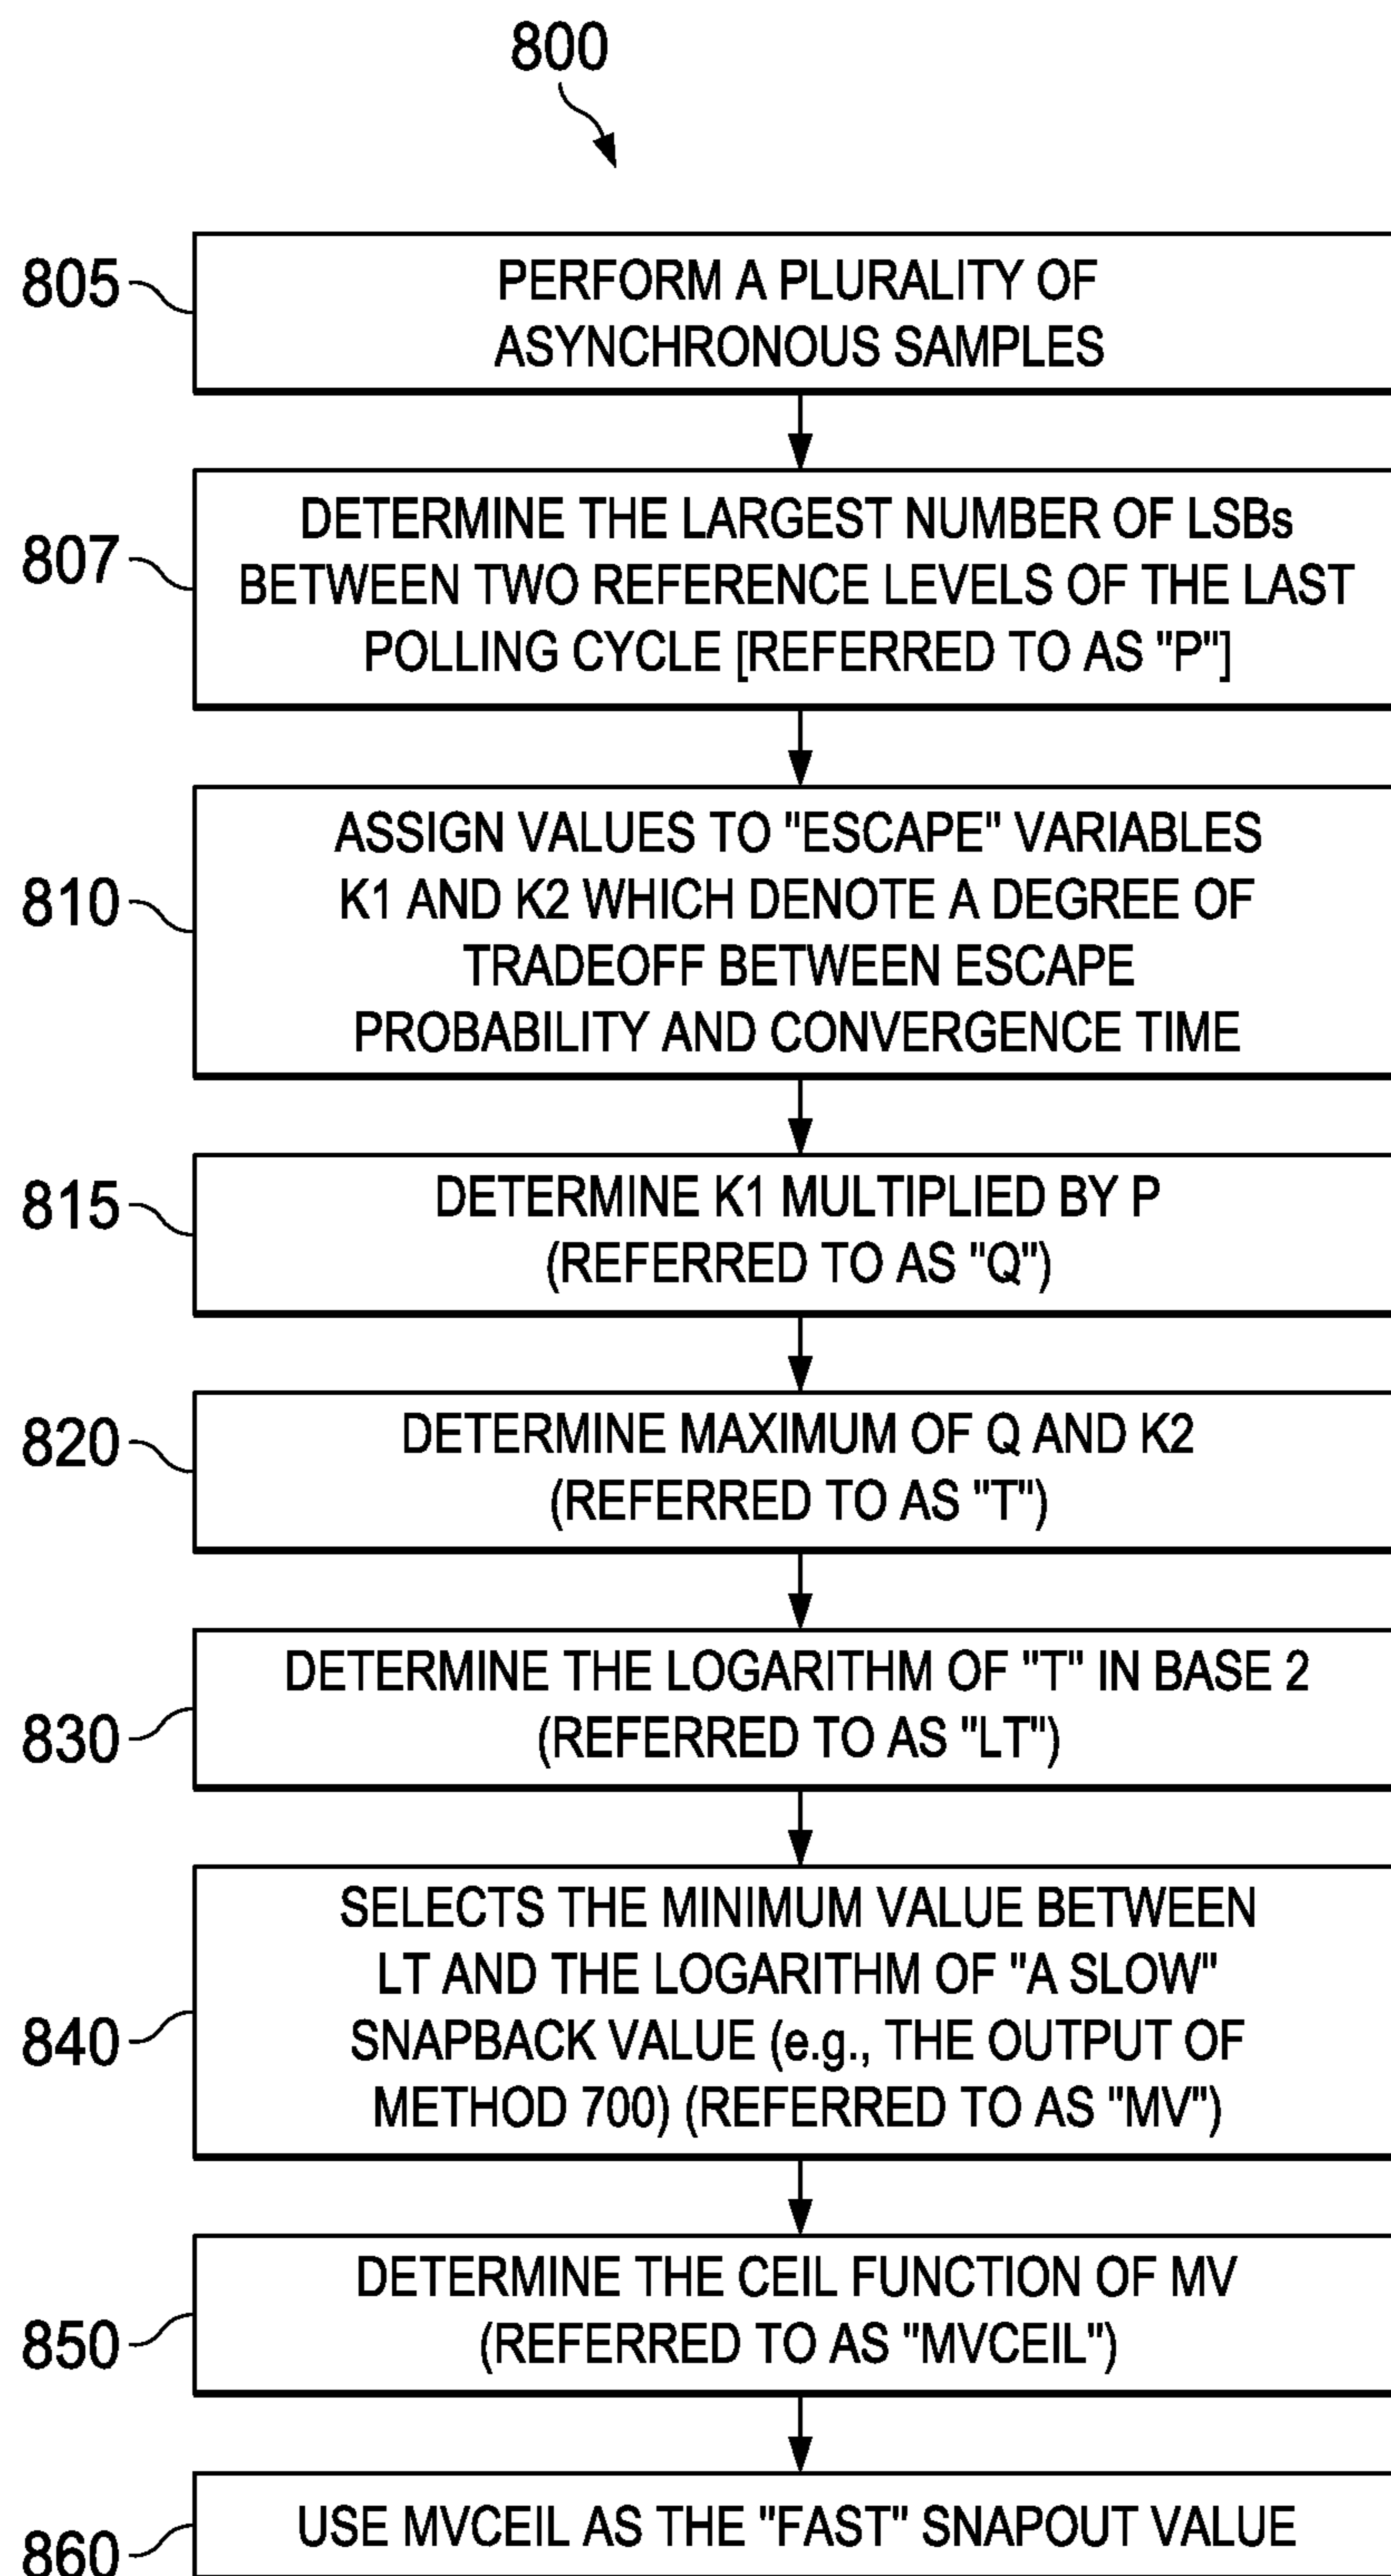 800
805
PERFORM A PLURALITY OF
ASYNCHRONOUS SAMPLES
807
DETERMINE THE LARGEST NUMBER OF LSBs
BETWEEN TWO REFERENCE LEVELS OF THE LAST
POLLING CYCLE [REFERRED TO AS "P"]
810
ASSIGN VALUES TO "ESCAPE" VARIABLES
K1 AND K2 WHICH DENOTE A DEGREE OF
TRADEOFF BETWEEN ESCAPE
PROBABILITY AND CONVERGENCE TIME
815
DETERMINE K1 MULTIPLIED BY P
(REFERRED TO AS "Q")
820
DETERMINE MAXIMUM OF Q AND K2
(REFERRED TO AS "T")
830
DETERMINE THE LOGARITHM OF "T" IN BASE 2
(REFERRED TO AS "LT")
840
SELECTS THE MINIMUM VALUE BETWEEN
LT AND THE LOGARITHM OF "A SLOW"
SNAPBACK VALUE (e.g., THE OUTPUT OF
METHOD 700) (REFERRED TO AS "MV")
850
DETERMINE THE CEIL FUNCTION OF MV
(REFERRED TO AS "MVCEIL")
860
USE MVCEIL AS THE "FAST" SNAPOUT VALUE